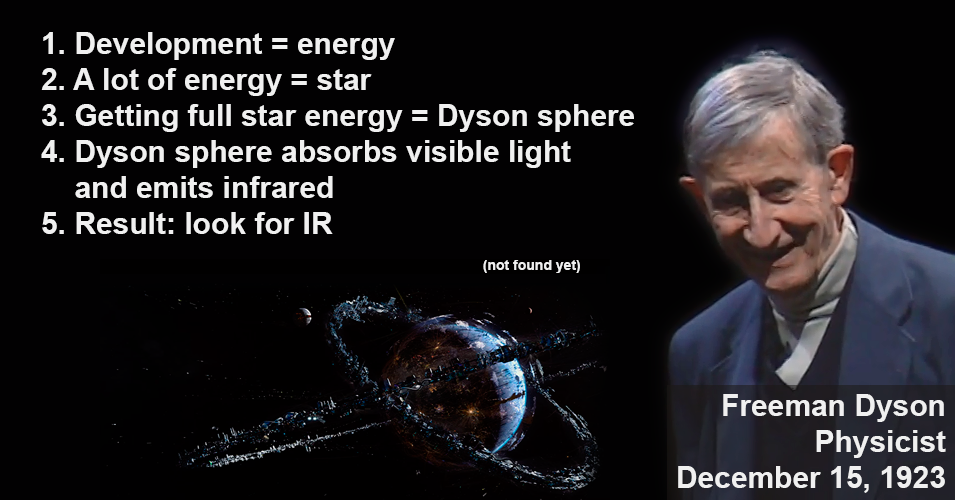 1. Development = energy
2. A lot of energy = star
3. Getting full star energy = Dyson sphere
4. Dyson sphere absorbs visible light
and emits infrared
5. Result: look for IR
(not found yet)
Freeman Dyson
Physicist
December 15, 1923